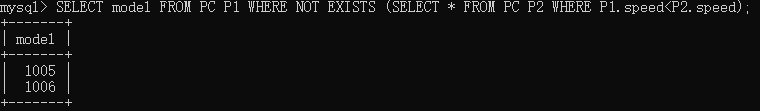 mysql> SELECT model FROM PC P1 WHERE NOT EXISTS (SELECT * FROM PC P2 WHERE P1.speed<P2.speed);
+-------+
| model |
+-------+
|  1005 |
|  1006 |
+-------+